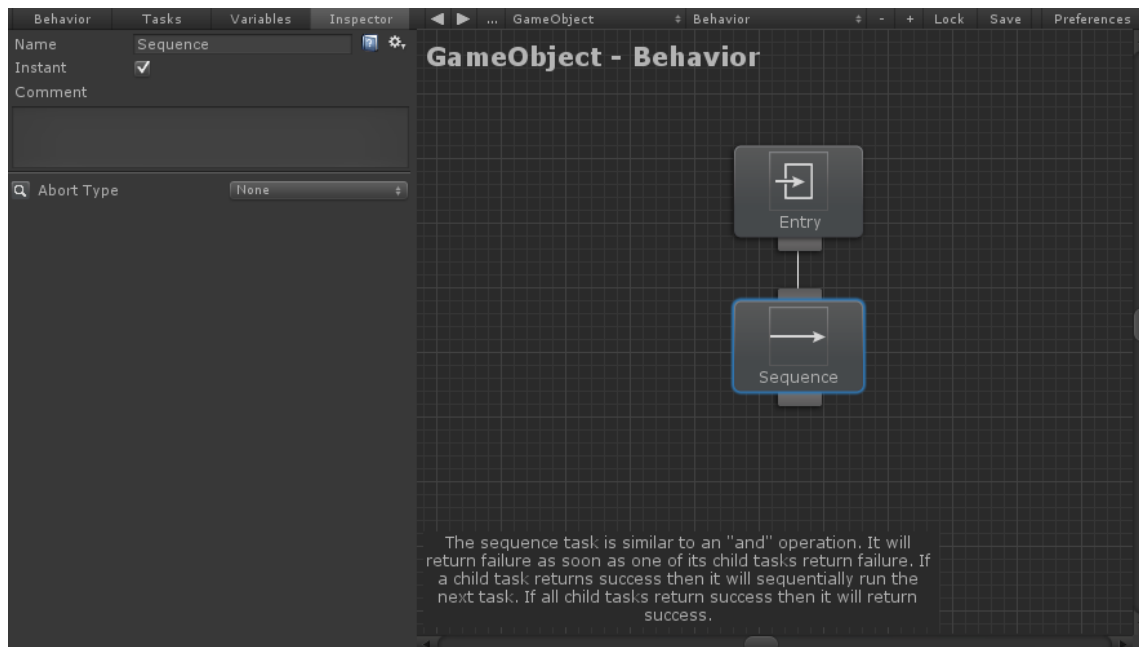 Behavior Tasks Variables Inspector ... GameObject Behavior - + Lock Save Preferences
Name Sequence
Instant
Comment
Abort Type None
GameObject - Behavior
Entry
Sequence
The sequence task is similar to an "and" operation. It will
return failure as soon as one of its child tasks return failure. If
a child task returns success then it will sequentially run the
next task. If all child tasks return success then it will return
success.